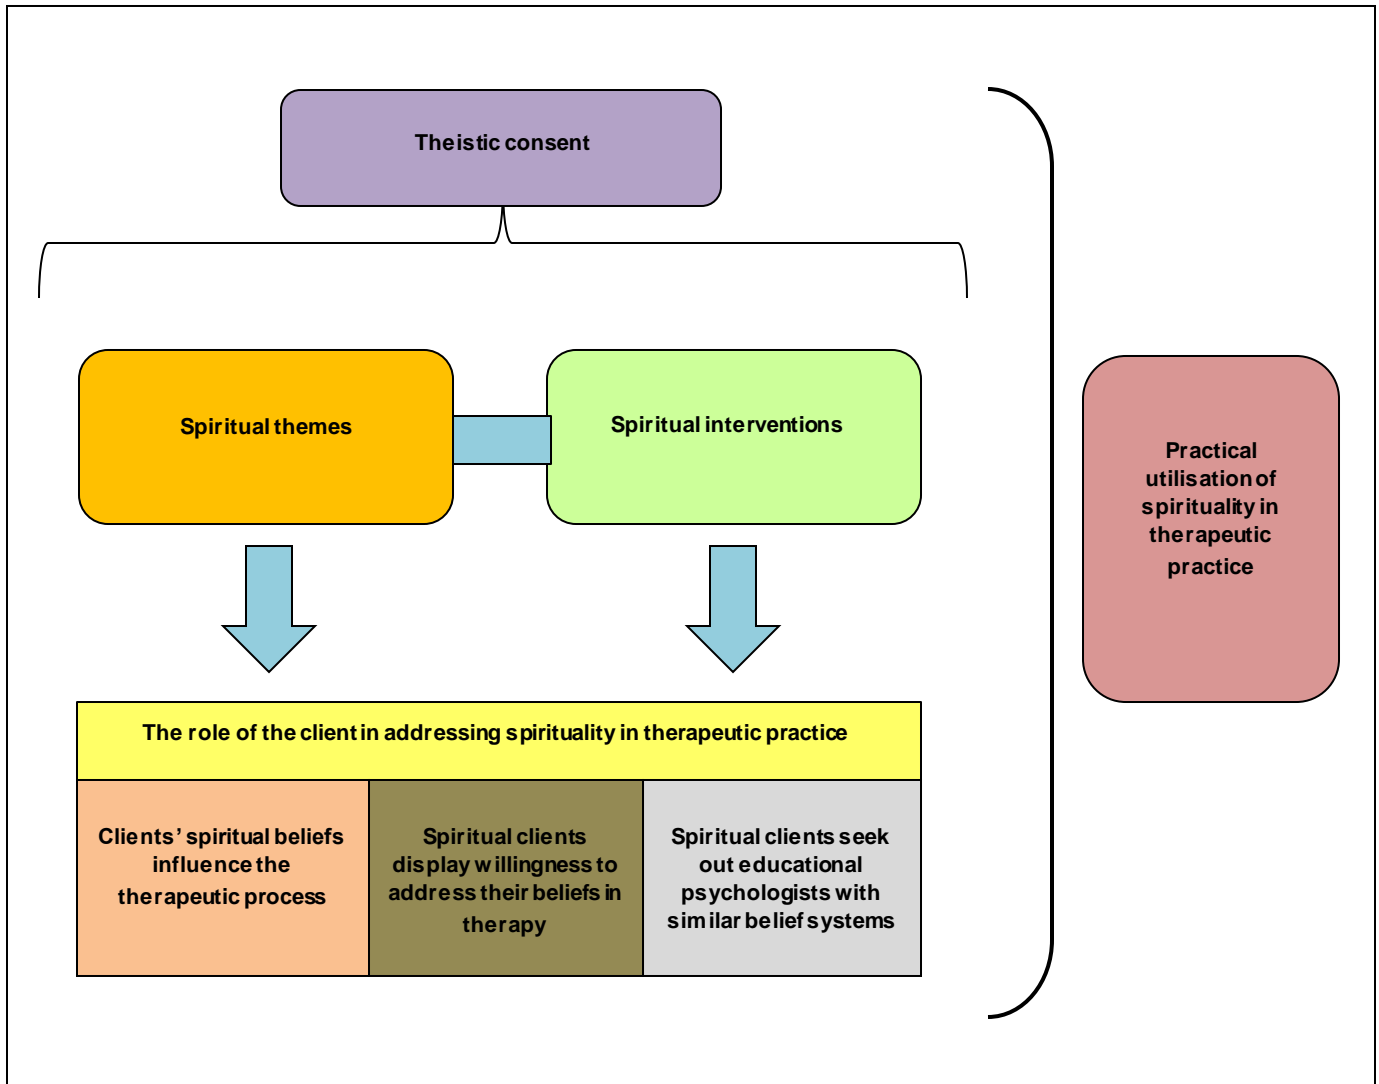 Theistic consent
Spiritual themes
Spiritual interventions
The role of the client in addressing spirituality in therapeutic practice
Clients' spiritual beliefs
influence the
therapeutic process
Spiritual clients
display willingness to
address their beliefs in
therapy
Spiritual clients seek
out educational
psychologists with
similar belief systems
Practical
utilisation of
spirituality in
therapeutic
practice